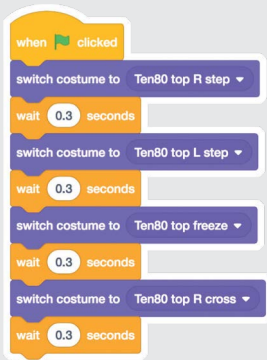 when clicked
switch costume to Ten80 top R step
wait 0.3 seconds
switch costume to Ten80 top L step
wait 0.3 seconds
switch costume to Ten80 top freeze
wait 0.3 seconds
switch costume to Ten80 top R cross
wait 0.3 seconds